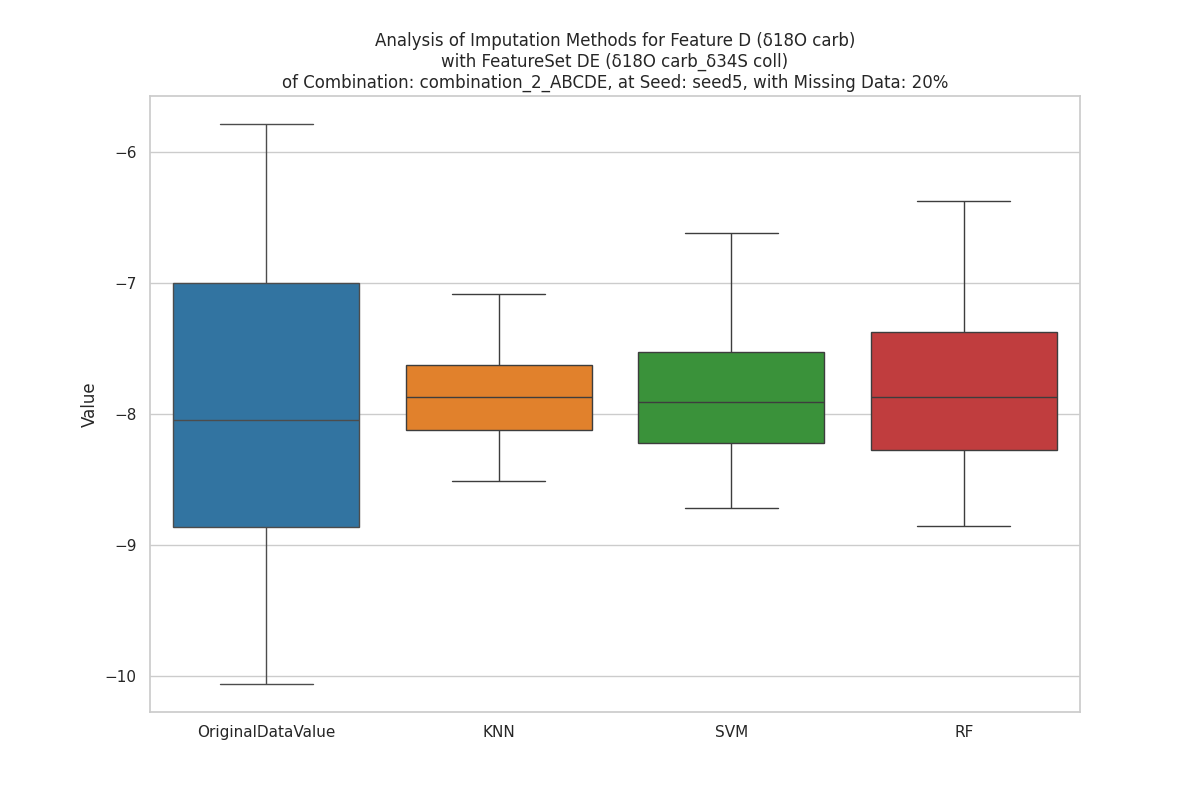 Analysis of Imputation Methods for Feature D (δ18O carb)
with FeatureSet DE (δ18O carb_δ34S coll)
of Combination: combination_2_ABCDE, at Seed: seed5, with Missing Data: 20%
−6
−7
−8
−9
−10
Value
OriginalDataValue
KNN
SVM
RF